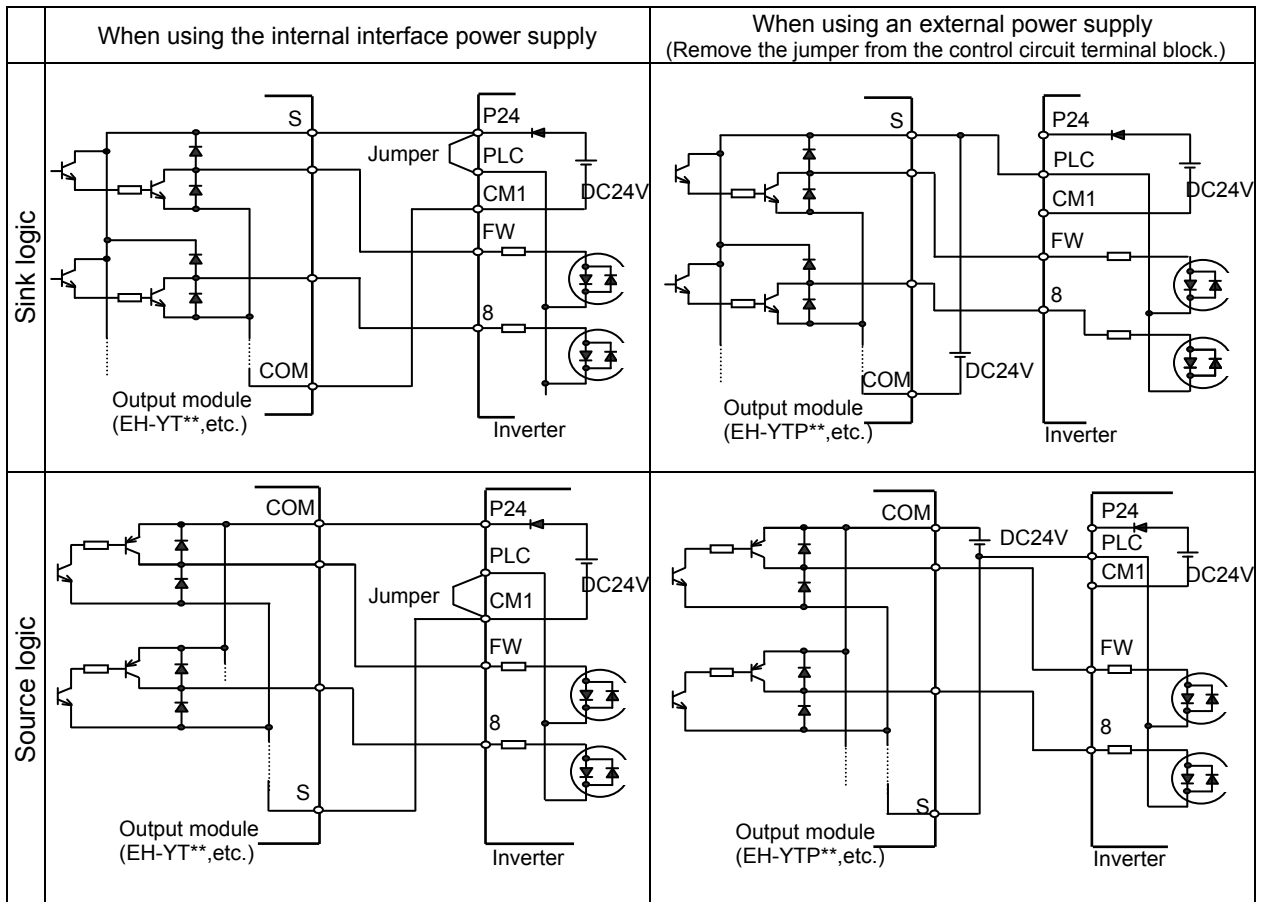 When using the internal interface power supply
When using an external power supply
(Remove the jumper from the control circuit terminal block.)
Sink logic
S
P24
Jumper
PLC
CM1
DC24V
FW
8
COM
Output module
(EH-YT**,etc.)
Inverter
S
P24
PLC
CM1
DC24V
FW
8
COM
DC24V
Output module
(EH-YTP**,etc.)
Inverter
Source logic
COM
P24
PLC
Jumper
CM1
DC24V
FW
8
S
Output module
(EH-YT**,etc.)
Inverter
COM
DC24V
P24
PLC
CM1
DC24V
FW
8
S
Output module
(EH-YTP**,etc.)
Inverter